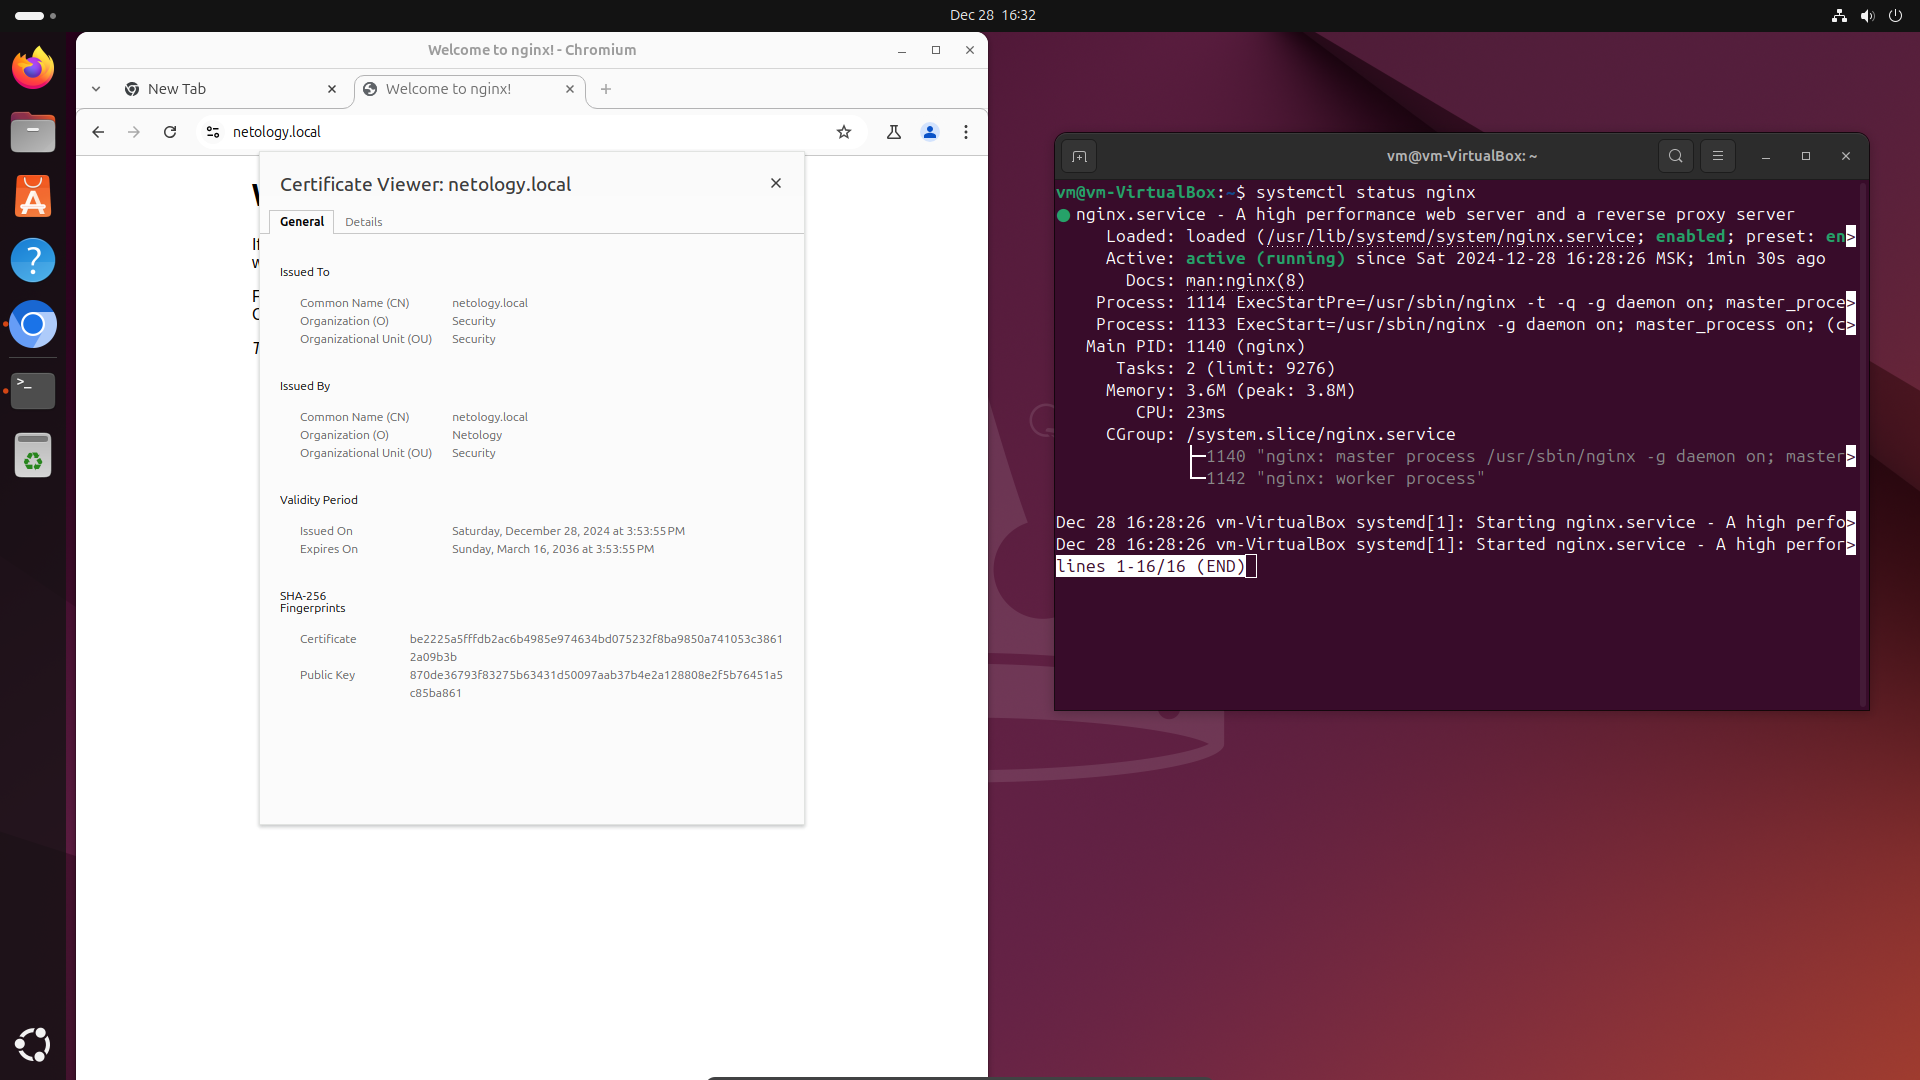 Dec 28 16:32
Welcome to nginx! - Chromium
New Tab
Welcome to nginx!
netology.local
Certificate Viewer: netology.local
General Details
Issued To
Common Name (CN) netology.local
Organization (O) Security
Organizational Unit (OU) Security
Issued By
Common Name (CN) netology.local
Organization (O) Netology
Organizational Unit (OU) Security
Validity Period
Issued On Saturday, December 28, 2024 at 3:53:55 PM
Expires On Sunday, March 16, 2036 at 3:53:55 PM
SHA-256
Fingerprints
Certificate be2225a5fffdb2ac6b4985e974634bd075232f8ba9850a741053c3861
2a09b3b
Public Key 870de36793f83275b63431d50097aab37b4e2a128808e2f5b76451a5
c85ba861
vm@vm-VirtualBox: ~
vm@vm-VirtualBox:~$ systemctl status nginx
● nginx.service - A high performance web server and a reverse proxy server
Loaded: loaded (/usr/lib/systemd/system/nginx.service; enabled; preset: en>
Active: active (running) since Sat 2024-12-28 16:28:26 MSK; 1min 30s ago
Docs: man:nginx(8)
Process: 1114 ExecStartPre=/usr/sbin/nginx -t -q -g daemon on; master_proce>
Process: 1133 ExecStart=/usr/sbin/nginx -g daemon on; master_process on; (c>
Main PID: 1140 (nginx)
Tasks: 2 (limit: 9276)
Memory: 3.6M (peak: 3.8M)
CPU: 23ms
CGroup: /system.slice/nginx.service
├─1140 "nginx: master process /usr/sbin/nginx -g daemon on; master>
└─1142 "nginx: worker process"
Dec 28 16:28:26 vm-VirtualBox systemd[1]: Starting nginx.service - A high perfo>
Dec 28 16:28:26 vm-VirtualBox systemd[1]: Started nginx.service - A high perfor>
lines 1-16/16 (END)